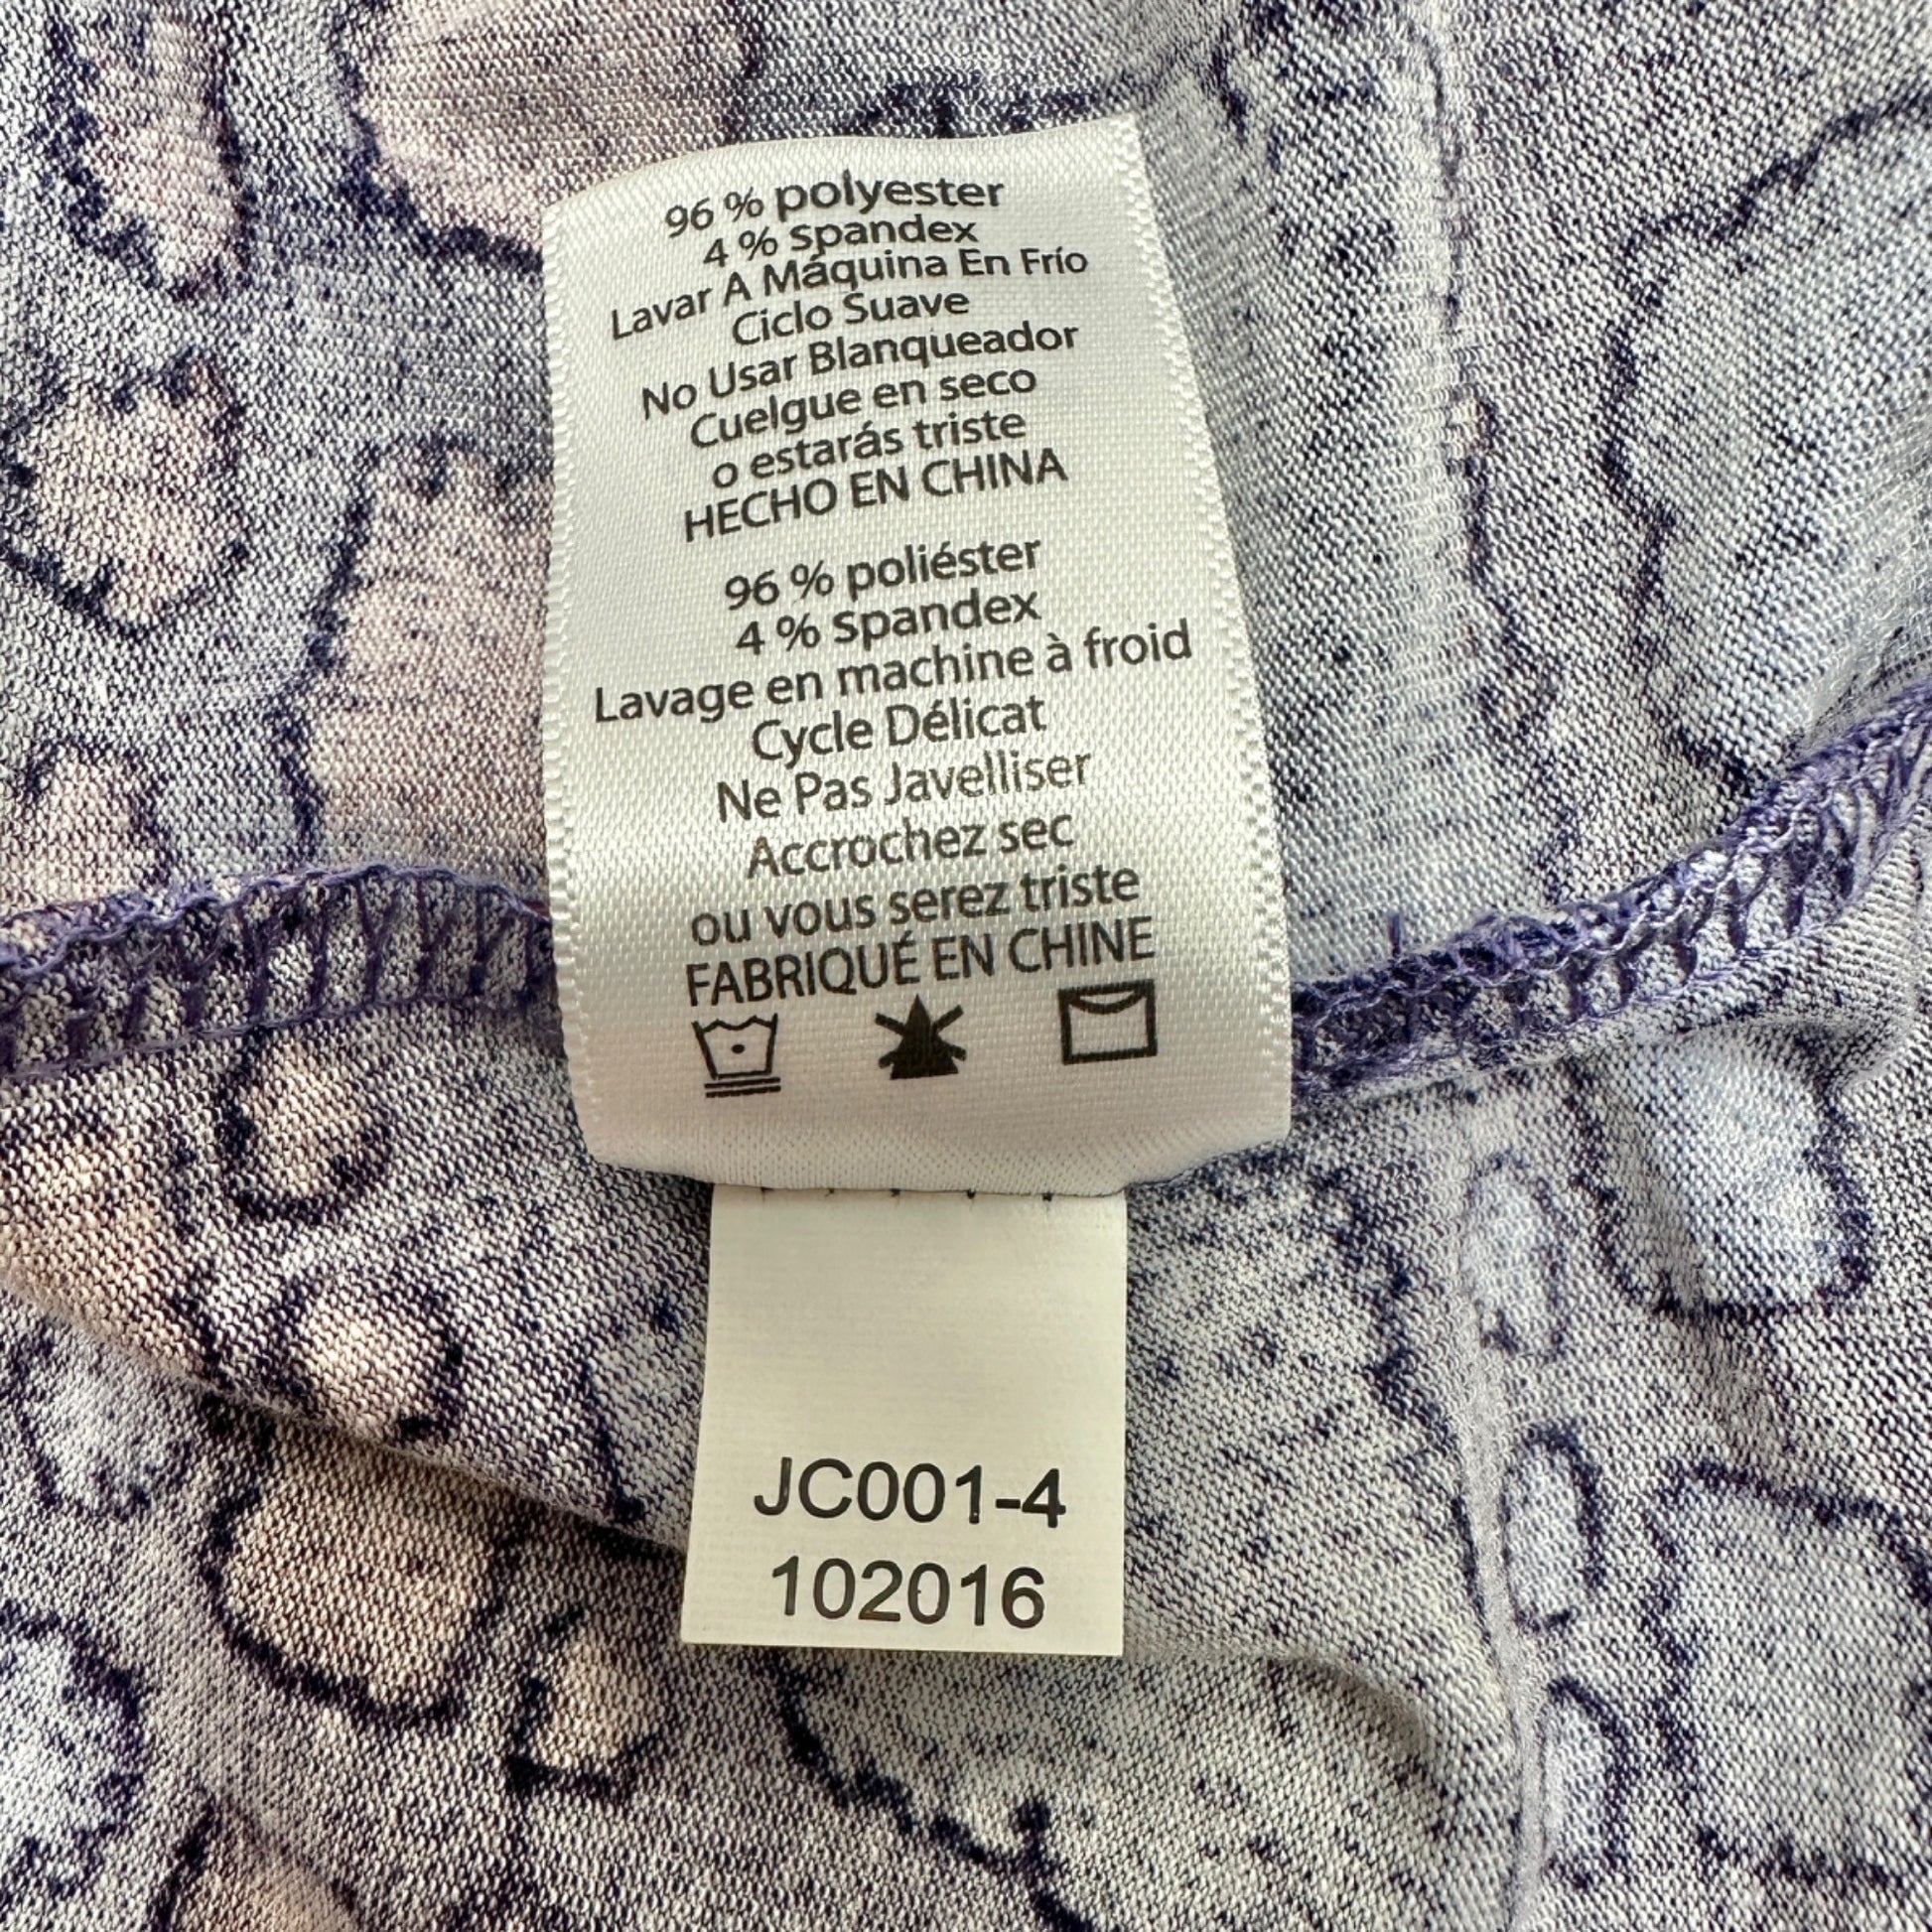 96 % polyester
4 % spandex
Lavar A Máquina En Frío
Ciclo Suave
No Usar Blanqueador
Cuelgue en seco
o estarás triste
HECHO EN CHINA
96 % poliéster
4 % spandex
Lavage en machine à froid
Cycle Délicat
Ne Pas Javelliser
Accrochez sec
ou vous serez triste
FABRIQUÉ EN CHINE
JC001-4
102016